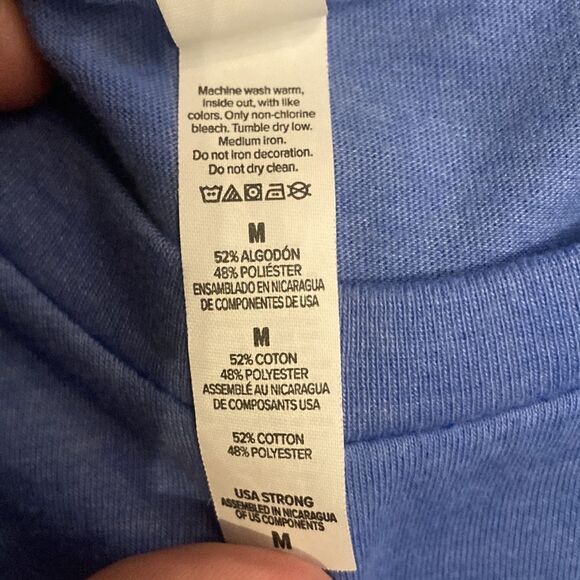 Machine wash warm,
inside out, with like
colors. Only non-chlorine
bleach. Tumble dry low.
Medium iron.
Do not iron decoration.
Do not dry clean.
M
52% ALGODÓN
48% POLIÉSTER
ENSAMBLADO EN NICARAGUA
DE COMPONENTES DE USA
M
52% COTON
48% POLYESTER
ASSEMBLÉ AU NICARAGUA
DE COMPOSANTS USA
52% COTTON
48% POLYESTER
USA STRONG
ASSEMBLED IN NICARAGUA
OF US COMPONENTS
M